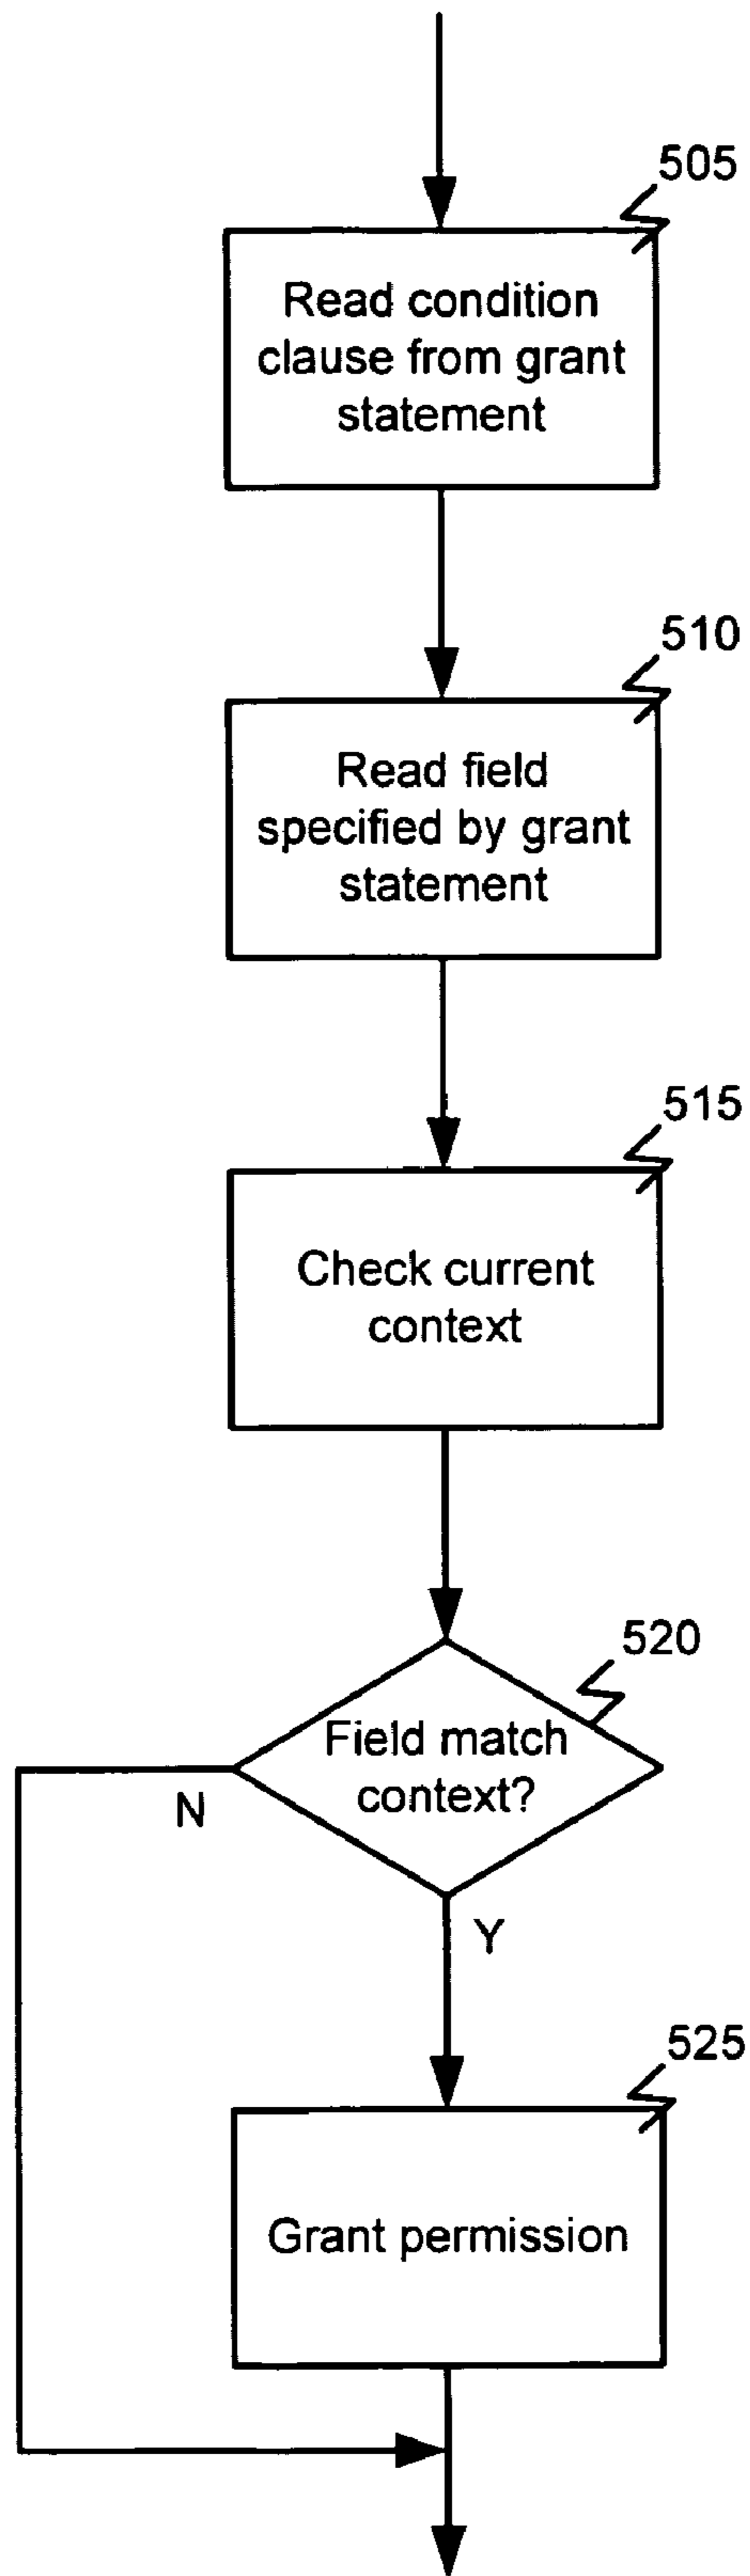 505
Read condition
clause from grant
statement
510
Read field
specified by grant
statement
515
Check current
context
520
Field match
context?
N
Y
525
Grant permission